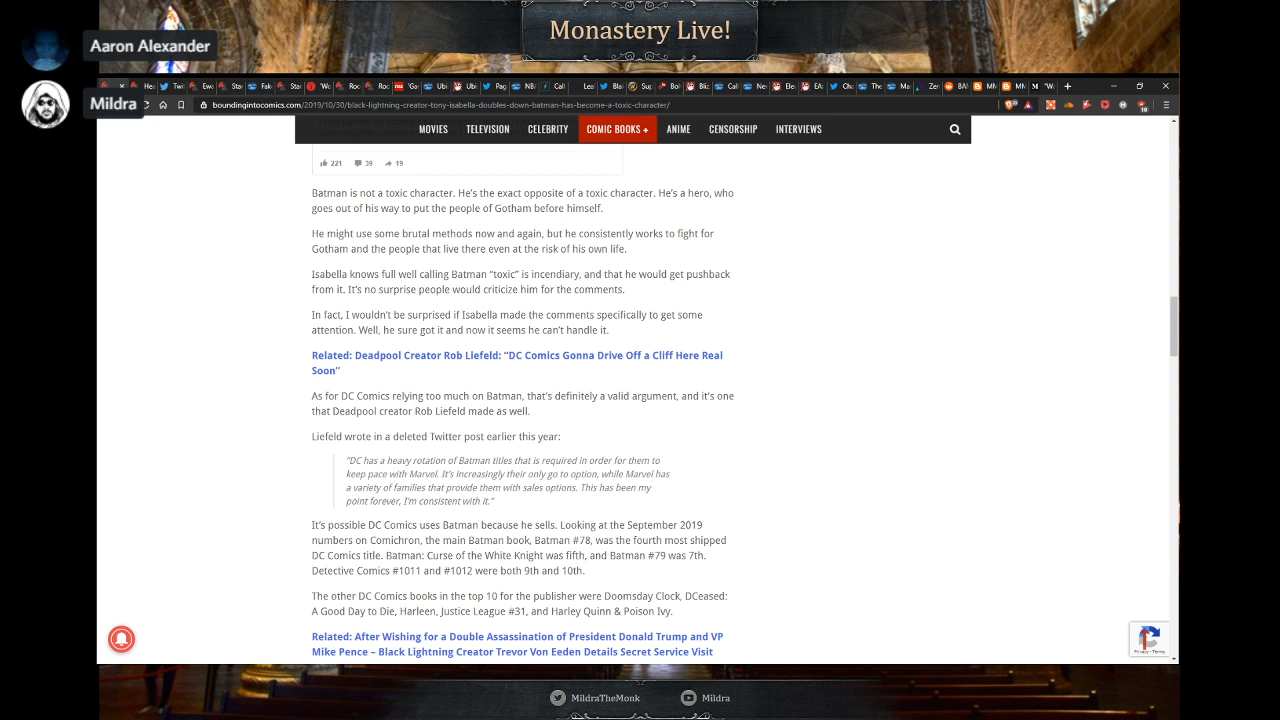 Monastery Live!
Aaron Alexander
Mildra
boundingintocomics.com/2019/10/30/black-lightning-creator-tony-isabella-doubles-down-batman-has-become-a-toxic-character/
MOVIES TELEVISION CELEBRITY COMIC BOOKS + ANIME CENSORSHIP INTERVIEWS
221 39 19
Batman is not a toxic character. He's the exact opposite of a toxic character. He's a hero, who
goes out of his way to put the people of Gotham before himself.
He might use some brutal methods now and again, but he consistently works to fight for
Gotham and the people that live there even at the risk of his own life.
Isabella knows full well calling Batman “toxic” is incendiary, and that he would get pushback
from it. It's no surprise people would criticize him for the comments.
In fact, I wouldn't be surprised if Isabella made the comments specifically to get some
attention. Well, he sure got it and now it seems he can't handle it.
Related: Deadpool Creator Rob Liefeld: “DC Comics Gonna Drive Off a Cliff Here Real
Soon”
As for DC Comics relying too much on Batman, that's definitely a valid argument, and it's one
that Deadpool creator Rob Liefeld made as well.
Liefeld wrote in a deleted Twitter post earlier this year:
“DC has a heavy rotation of Batman titles that is required in order for them to
keep pace with Marvel. It's increasingly their only go to option, while Marvel has
a variety of families that provide them with sales options. This has been my
point forever, I'm consistent with it.”
It's possible DC Comics uses Batman because he sells. Looking at the September 2019
numbers on Comichron, the main Batman book, Batman #78, was the fourth most shipped
DC Comics title. Batman: Curse of the White Knight was fifth, and Batman #79 was 7th.
Detective Comics #1011 and #1012 were both 9th and 10th.
The other DC Comics books in the top 10 for the publisher were Doomsday Clock, DCeased:
A Good Day to Die, Harleen, Justice League #31, and Harley Quinn & Poison Ivy.
Related: After Wishing for a Double Assassination of President Donald Trump and VP
Mike Pence – Black Lightning Creator Trevor Von Eeden Details Secret Service Visit
Privacy - Terms
MildraTheMonk Mildra